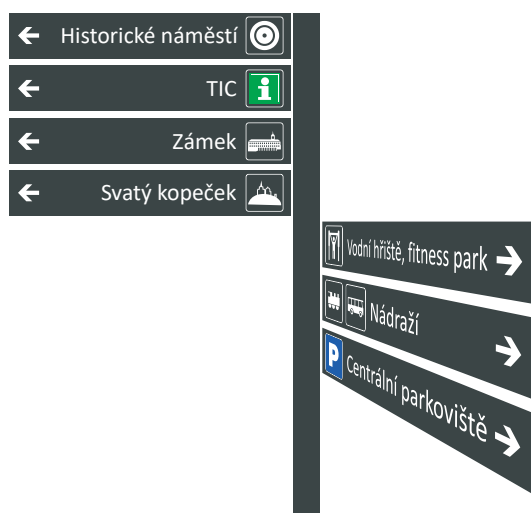 Historické náměstí
TIC
Zámek
Svatý kopeček
Vodní hřiště, fitness park
Nádraží
P Centrální parkoviště